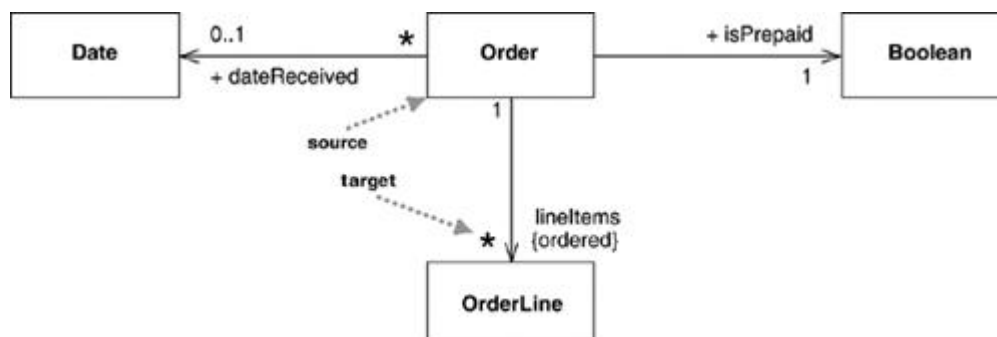 0..1
*
+ isPrepaid
Date
Order
Boolean
+ dateReceived
1
1
source
target
lineItems
*
{ordered}
OrderLine